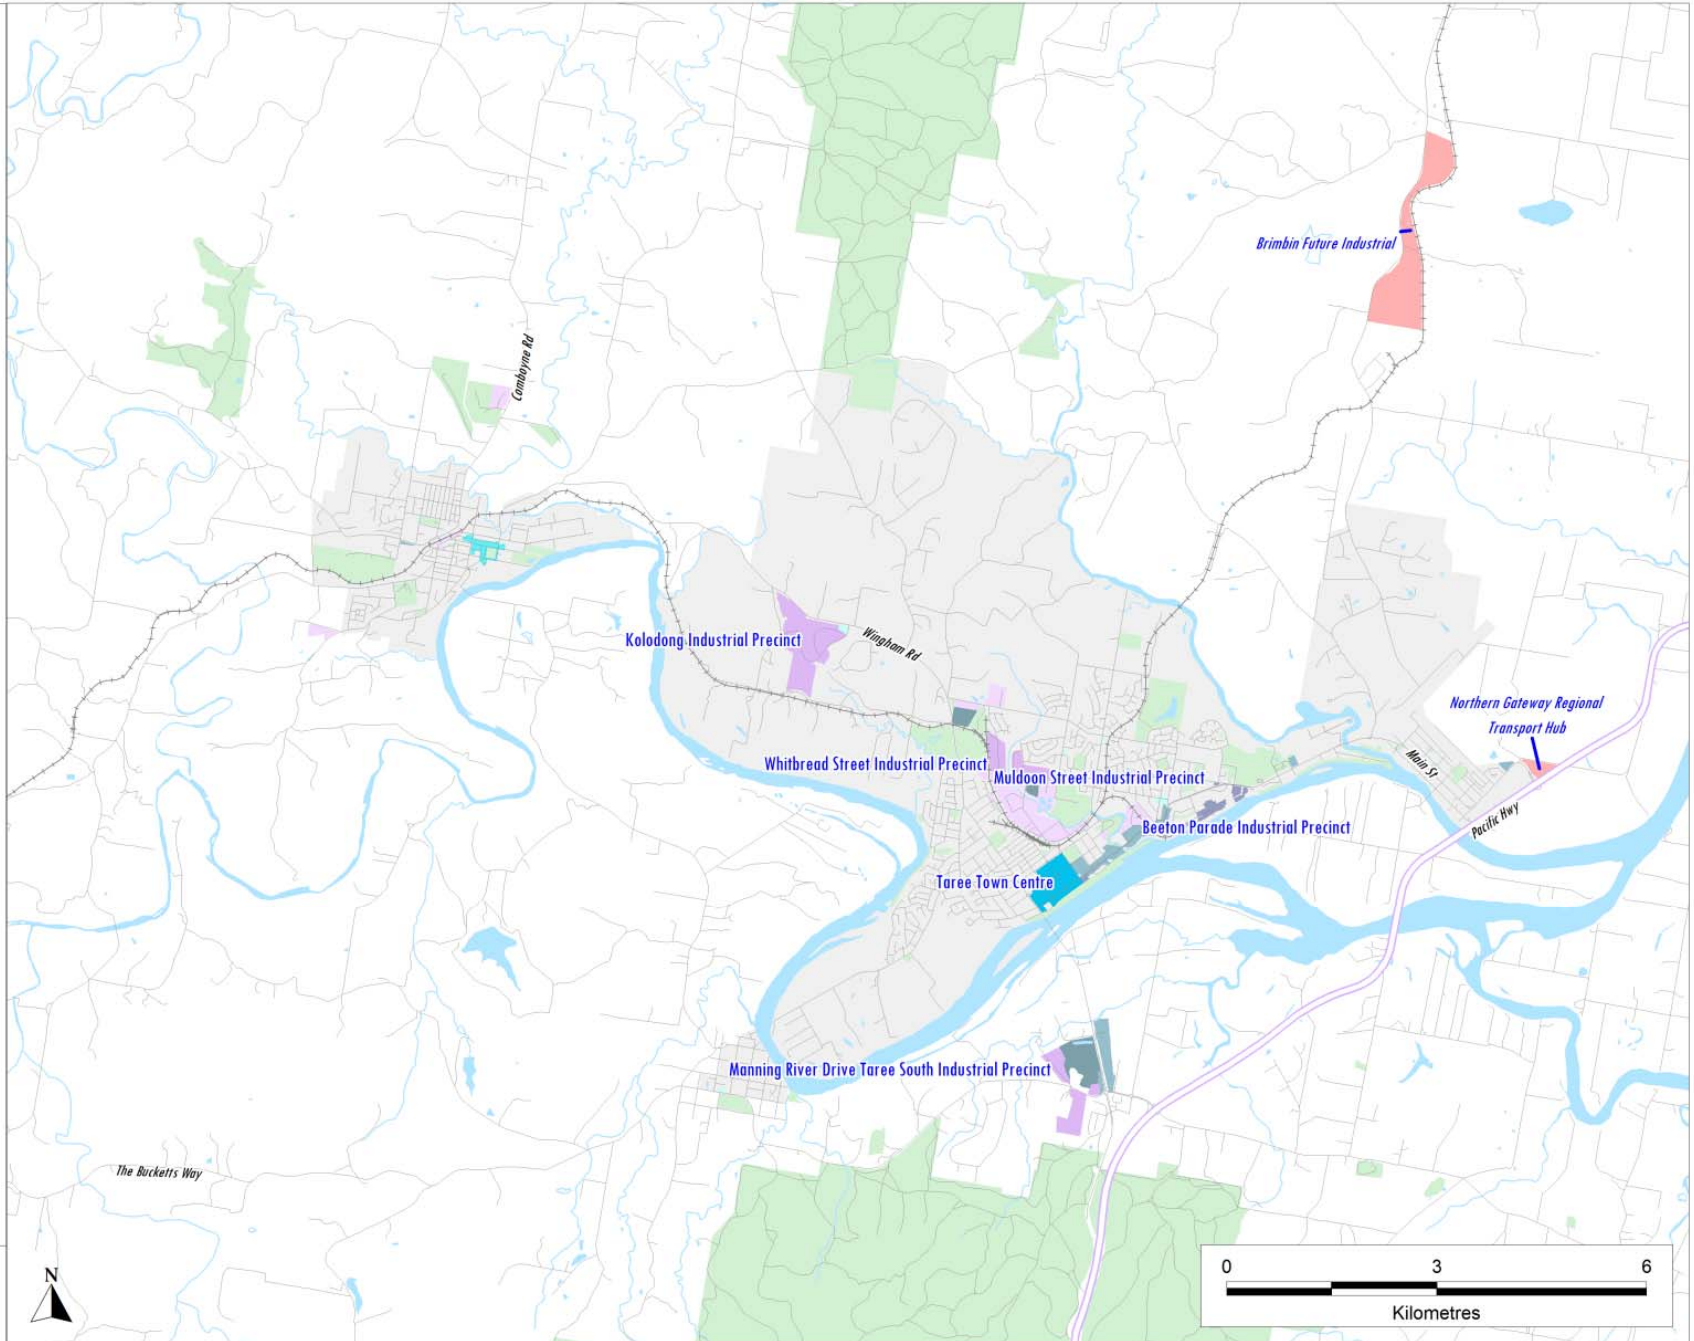 Brimbin Future Industrial
Comboyne Rd
Kolodong Industrial Precinct
Wingham Rd
Northern Gateway Regional
Transport Hub
Whitbread Street Industrial Precinct
Muldoon Street Industrial Precinct
Main St
Pacific Hwy
Beeton Parade Industrial Precinct
Taree Town Centre
Manning River Drive Taree South Industrial Precinct
The Bucketts Way
N
0 3 6
Kilometres